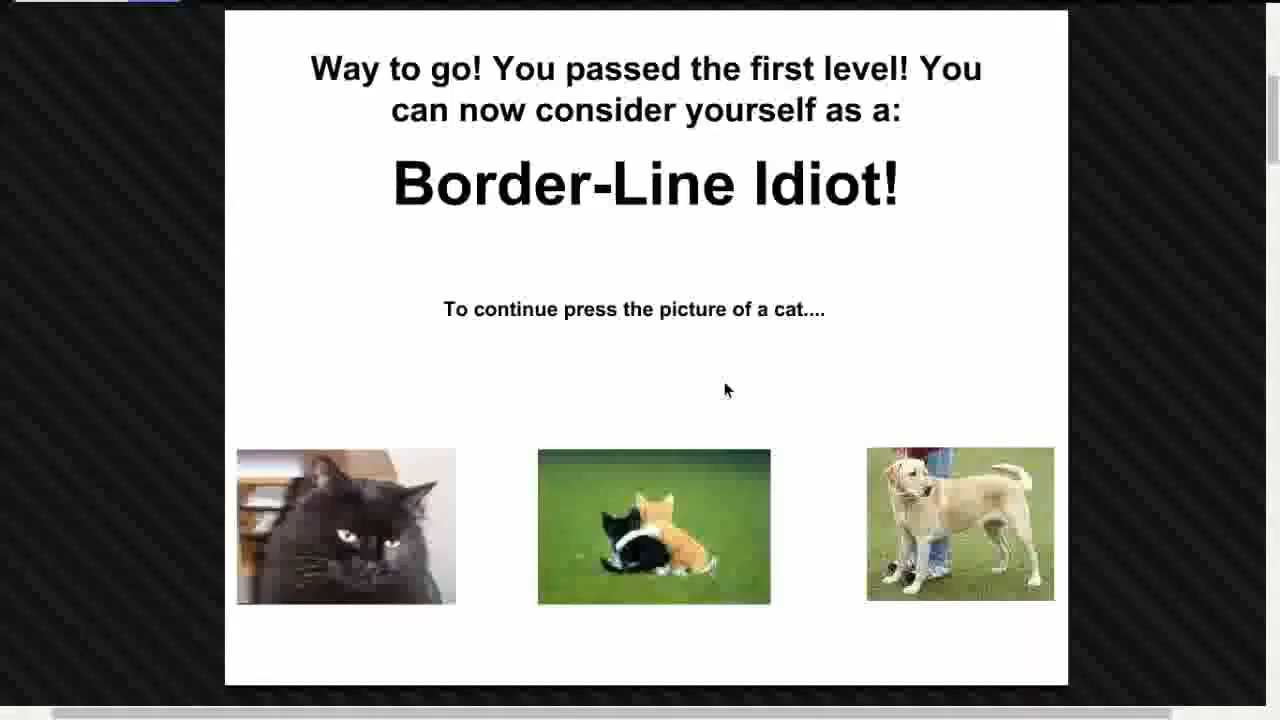 Way to go! You passed the first level! You
can now consider yourself as a:
Border-Line Idiot!
To continue press the picture of a cat....